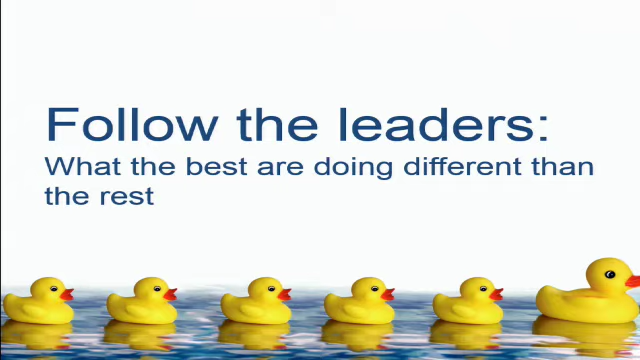 Follow the leaders:
What the best are doing different than
the rest